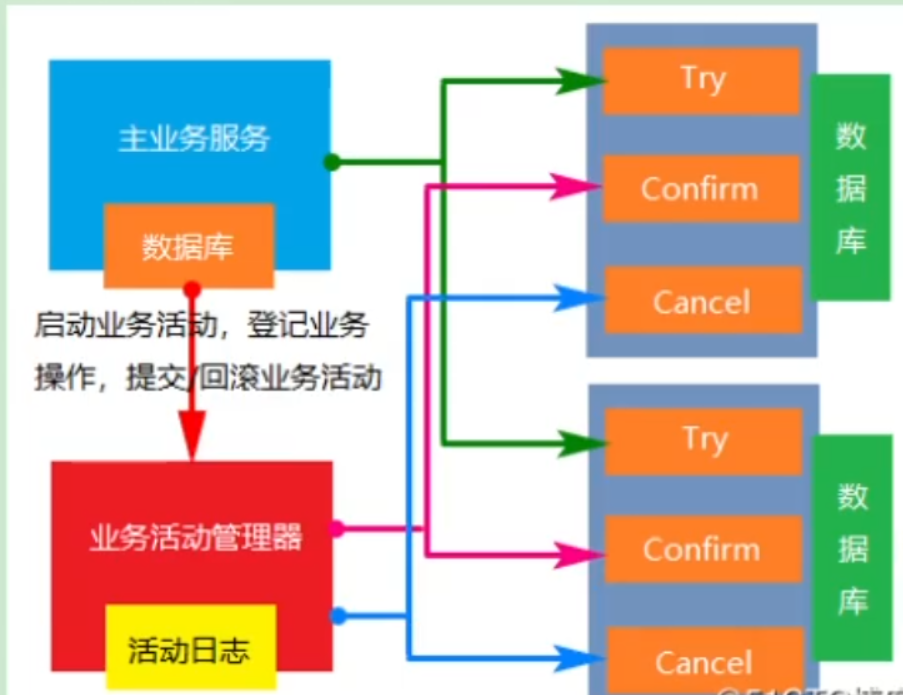 主业务服务
数据库
启动业务活动，登记业务
操作，提交/回滚业务活动
业务活动管理器
活动日志
Try
Confirm
Cancel
数
据
库
Try
Confirm
Cancel
数
据
库